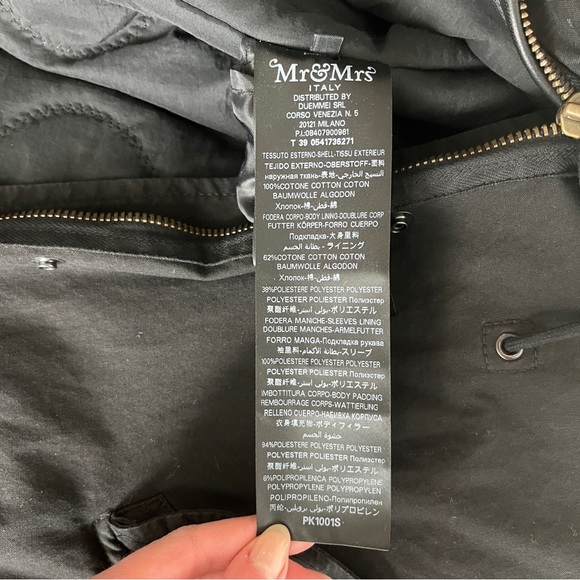 Mr&Mrs
ITALY
DISTRIBUTED BY
DUEMMEI SRL
CORSO VENEZIA N. 5
20121 MILANO
P.I.:08407900961
T 39 0541736271
TESSUTO ESTERNO-SHELL-TISSU EXTERIEUR
TEJIDO EXTERNO-OBERSTOFF-面料
наружная ткань-表地-النسيج الخارجي
100%COTONE COTTON COTON
BAUMWOLLE ALGODON
Хлопок-棉-قطن-綿
FODERA CORPO-BODY LINING-DOUBLURE CORP
FUTTER KÖRPER-FORRO CUERPO
Подкладка-大身里料
ライニング - بطانة الجسم
62%COTONE COTTON COTON
BAUMWOLLE ALGODON
Хлопок-棉-قطن-綿
38%POLIESTERE POLYESTER POLYESTER
POLYESTER POLIESTER Полиэстер
聚酯纤维-بولي استر-ポリエステル
FODERA MANICHE-SLEEVES LINING
DOUBLURE MANCHES-ARMELFUTTER
FORRO MANGA-Подкладка рукава
袖里料-بطانة الأكمام-スリーブ
100%POLIESTERE POLYESTER POLYESTER
POLYESTER POLIESTER Полиэстер
聚酯纤维-بولي استر-ポリエステル
IMBOTTITURA CORPO-BODY PADDING
REMBOURRAGE CORPS-WATTIERLING
RELLENO CUERPO-НАБИВКА КОРПУСА
衣身填充物-ボディフィラー
حشوة الجسم
94%POLIESTERE POLYESTER POLYESTER
POLYESTER POLIESTER Полиэстер
聚酯纤维-بولي استر-ポリエステル
6%POLIPROPILENCA POLYPROPYLENE
POLYPROPYLENE POLYPROPYLEN
POLIPROPILENO-Полипропилен
丙纶-بولي بروبلين-ポリプロピレン
PK1001S